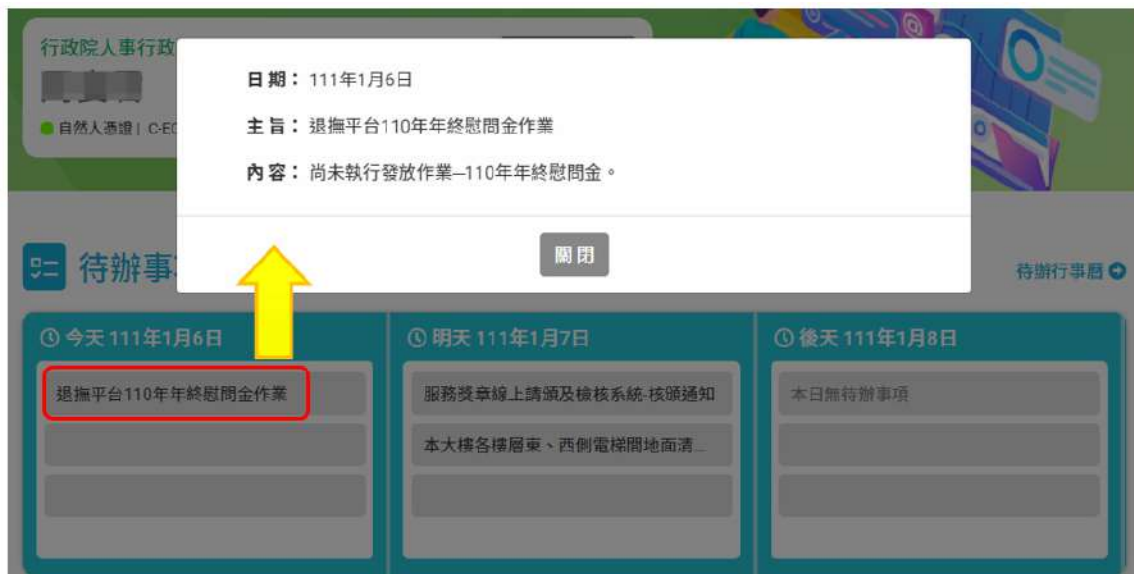 行政院人事行政
自然人憑證 | C-EC
日期：111年1月6日
主旨：退撫平台110年年終慰問金作業
內容：尚未執行發放作業—110年年終慰問金。
關閉
待辦事
待辦行事曆
今天 111年1月6日
明天 111年1月7日
後天 111年1月8日
退撫平台110年年終慰問金作業
服務獎章線上請頒及檢核系統-核頒通知
本日無待辦事項
本大樓各樓層東、西側電梯間地面清...